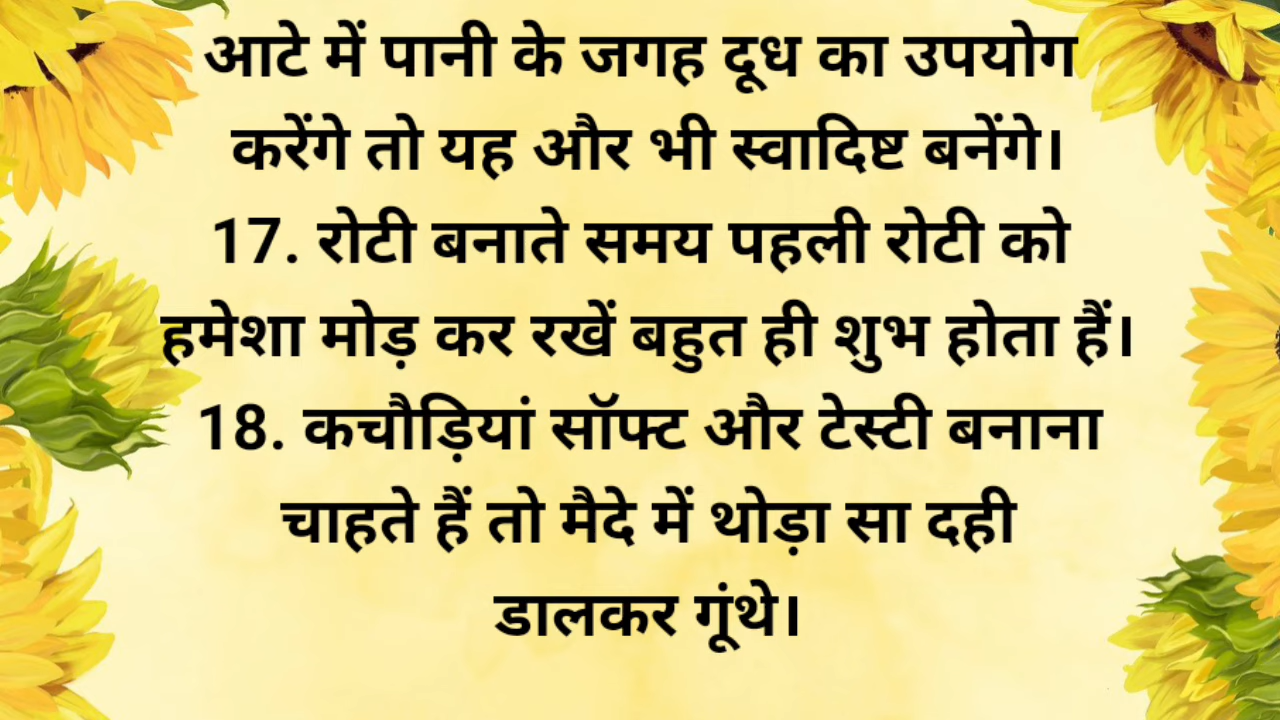 आटे में पानी के जगह दूध का उपयोग
करेंगे तो यह और भी स्वादिष्ट बनेंगे।
17. रोटी बनाते समय पहली रोटी को
हमेशा मोड़ कर रखें बहुत ही शुभ होता हैं।
18. कचौड़ियां सॉफ्ट और टेस्टी बनाना
चाहते हैं तो मैदे में थोड़ा सा दही
डालकर गूंथे।